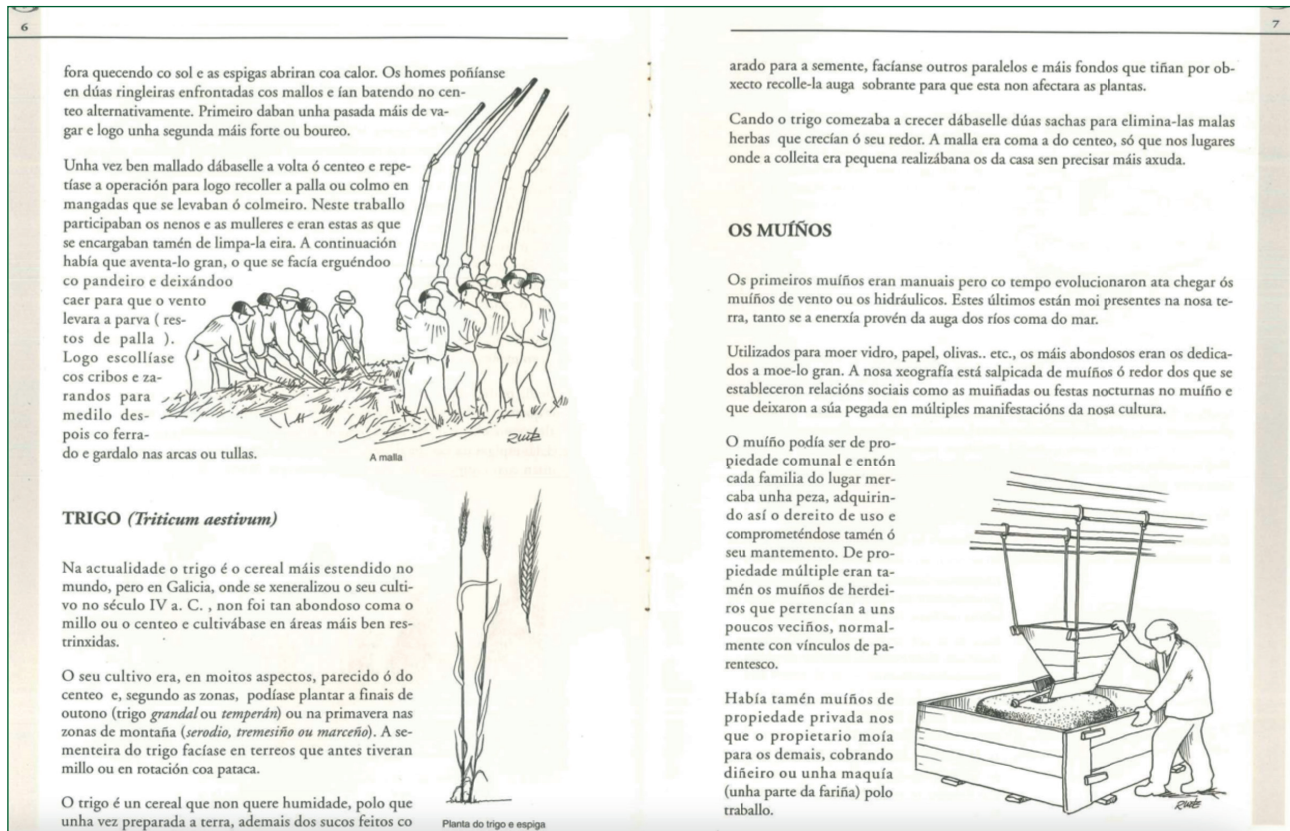 6
fora quecendo co sol e as espigas abriran coa calor. Os homes poñíanse
en dúas ringleiras enfrontadas cos mallos e ían batendo no cen-
teo alternativamente. Primeiro daban unha pasada máis de va-
gar e logo unha segunda máis forte ou boureo.
Unha vez ben mallado dábaselle a volta ó centeo e repe-
tíase a operación para logo recoller a palla ou colmo en
mangadas que se levaban ó colmeiro. Neste traballo
participaban os nenos e as mulleres e eran estas as que
se encargaban tamén de limpa-la eira. A continuación
había que aventa-lo gran, o que se facía erguéndoo
co pandeiro e deixándoo
caer para que o vento
levara a parva ( res-
tos de palla ).
Logo escollíase
cos cribos e za-
randos para
medilo des-
pois co ferra-
do e gardalo nas arcas ou tullas.
Ruíz
A malla
TRIGO (Triticum aestivum)
Na actualidade o trigo é o cereal máis estendido no
mundo, pero en Galicia, onde se xeneralizou o seu culti-
vo no século IV a. C. , non foi tan abondoso coma o
millo ou o centeo e cultivábase en áreas máis ben res-
trinxidas.
O seu cultivo era, en moitos aspectos, parecido ó do
centeo e, segundo as zonas, podíase plantar a finais de
outono (trigo grandal ou temperán) ou na primavera nas
zonas de montaña (serodio, tremesiño ou marceño). A se-
menteira do trigo facíase en terreos que antes tiveran
millo ou en rotación coa pataca.
O trigo é un cereal que non quere humidade, polo que
unha vez preparada a terra, ademais dos sucos feitos co
Planta do trigo e espiga
7
arado para a semente, facíanse outros paralelos e máis fondos que tiñan por ob-
xecto recolle-la auga sobrante para que esta non afectara as plantas.
Cando o trigo comezaba a crecer dábaselle dúas sachas para elimina-las malas
herbas que crecían ó seu redor. A malla era coma a do centeo, só que nos lugares
onde a colleita era pequena realizábana os da casa sen precisar máis axuda.
OS MUÍÑOS
Os primeiros muíños eran manuais pero co tempo evolucionaron ata chegar ós
muíños de vento ou os hidráulicos. Estes últimos están moi presentes na nosa te-
rra, tanto se a enerxía provén da auga dos ríos coma do mar.
Utilizados para moer vidro, papel, olivas.. etc., os máis abondosos eran os dedica-
dos a moe-lo gran. A nosa xeografía está salpicada de muíños ó redor dos que se
estableceron relacións sociais como as muiñadas ou festas nocturnas no muíño e
que deixaron a súa pegada en múltiples manifestacións da nosa cultura.
O muíño podía ser de pro-
piedade comunal e entón
cada familia do lugar mer-
caba unha peza, adquirin-
do así o dereito de uso e
comprometéndose tamén ó
seu mantemento. De pro-
piedade múltiple eran ta-
mén os muíños de herdei-
ros que pertencían a uns
poucos veciños, normal-
mente con vínculos de pa-
rentesco.
Había tamén muíños de
propiedade privada nos
que o propietario moía
para os demais, cobrando
diñeiro ou unha maquía
(unha parte da fariña) polo
traballo.
Ruíz